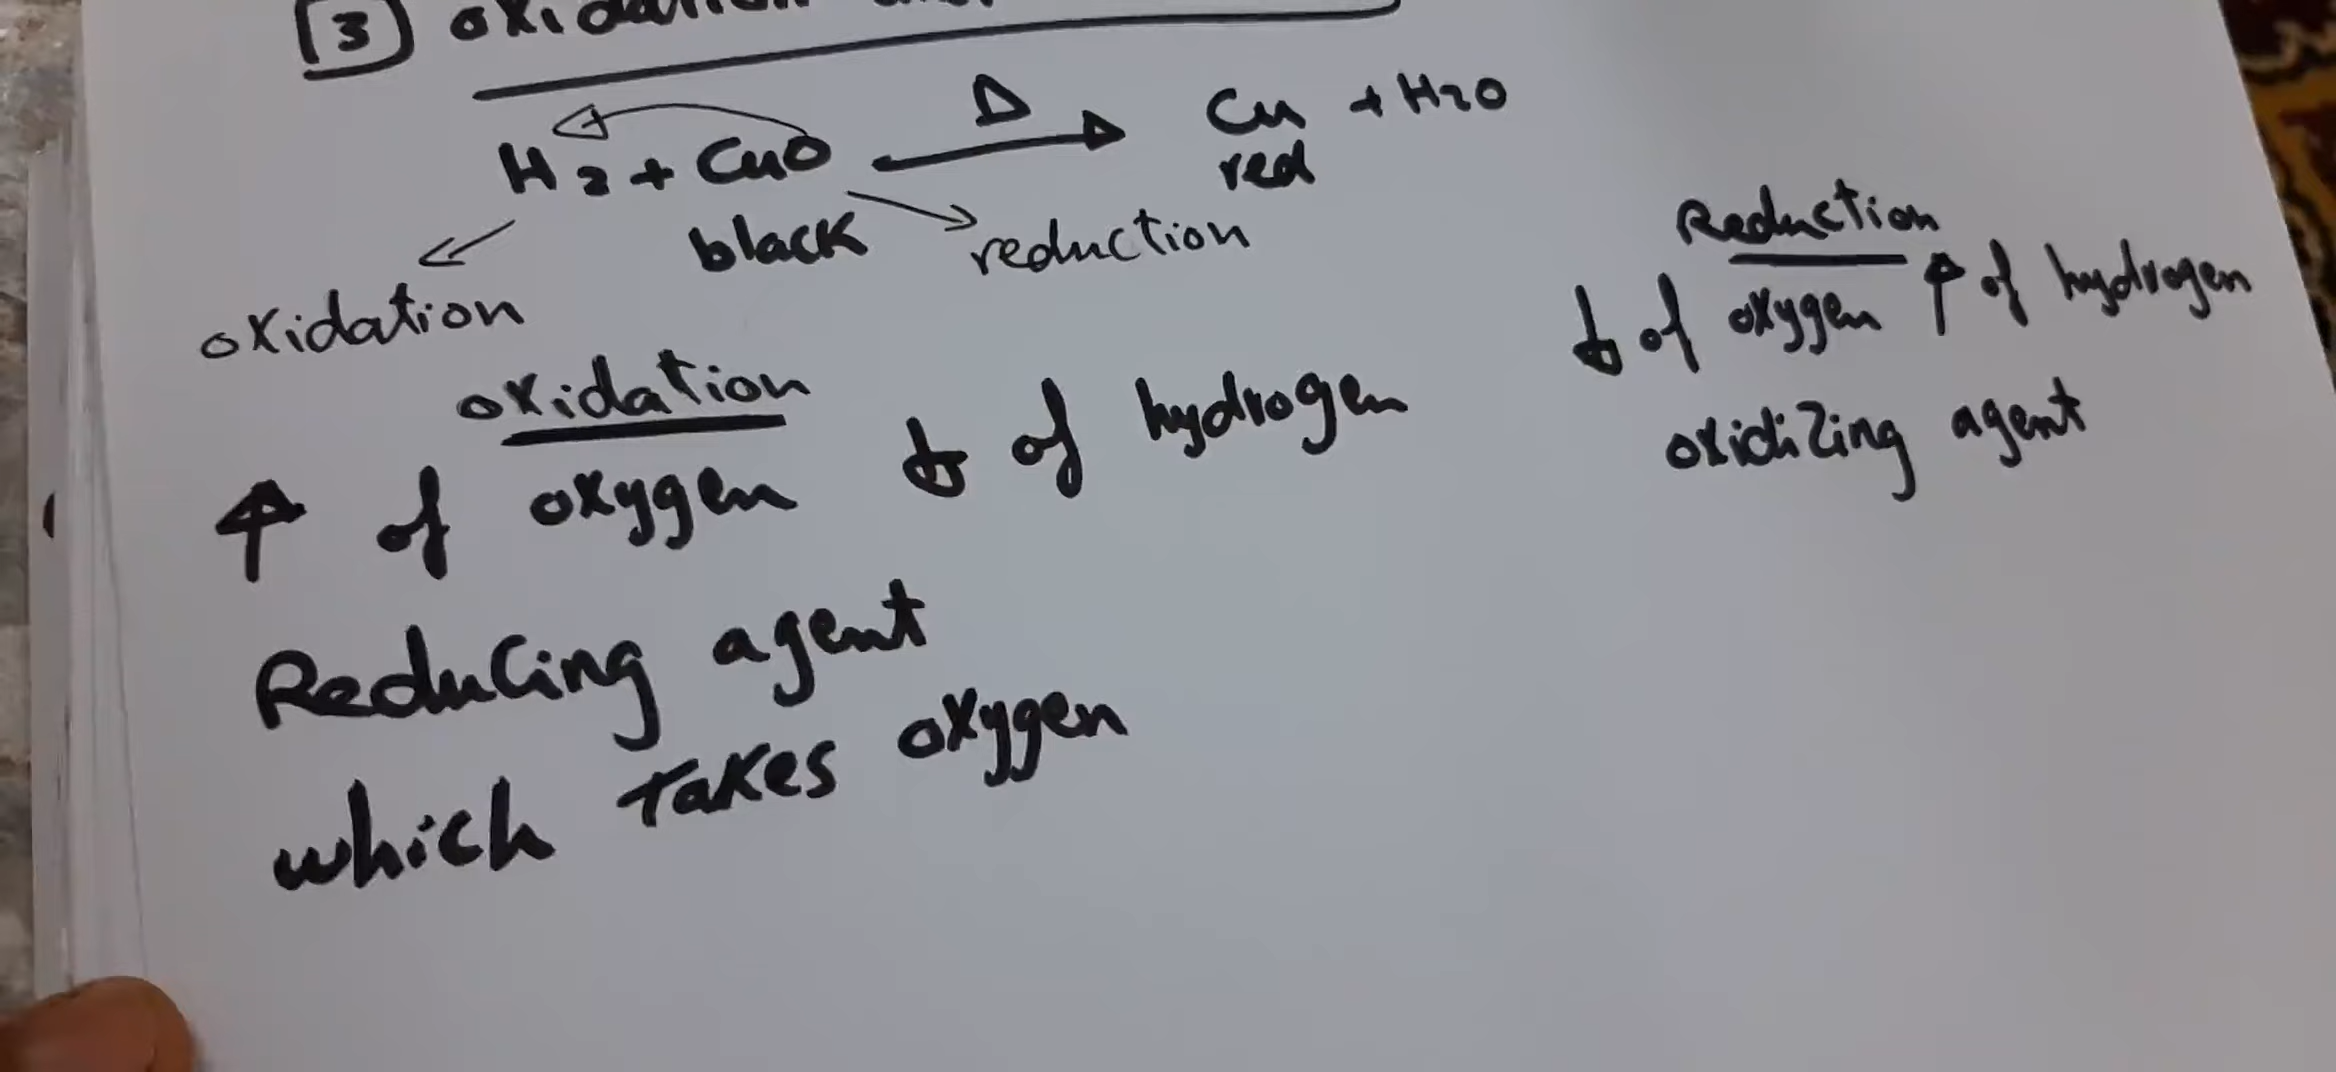 [3] oxidation
Δ
H2 + CuO → Cu + H2O
black
red
oxidation
reduction
oxidation
↑ of oxygen ↓ of hydrogen
Reducing agent
which takes oxygen
Reduction
↓ of oxygen ↑ of hydrogen
oxidizing agent